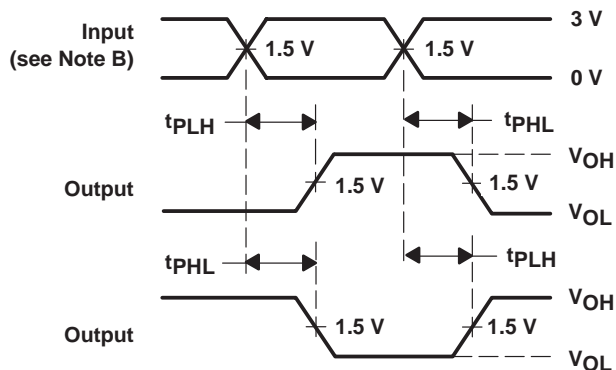 3 V
Input
(see Note B)
1.5 V
1.5 V
0 V
tPLH
tPHL
VOH
Output
1.5 V
1.5 V
VOL
tPHL
tPLH
VOH
Output
1.5 V
1.5 V
VOL